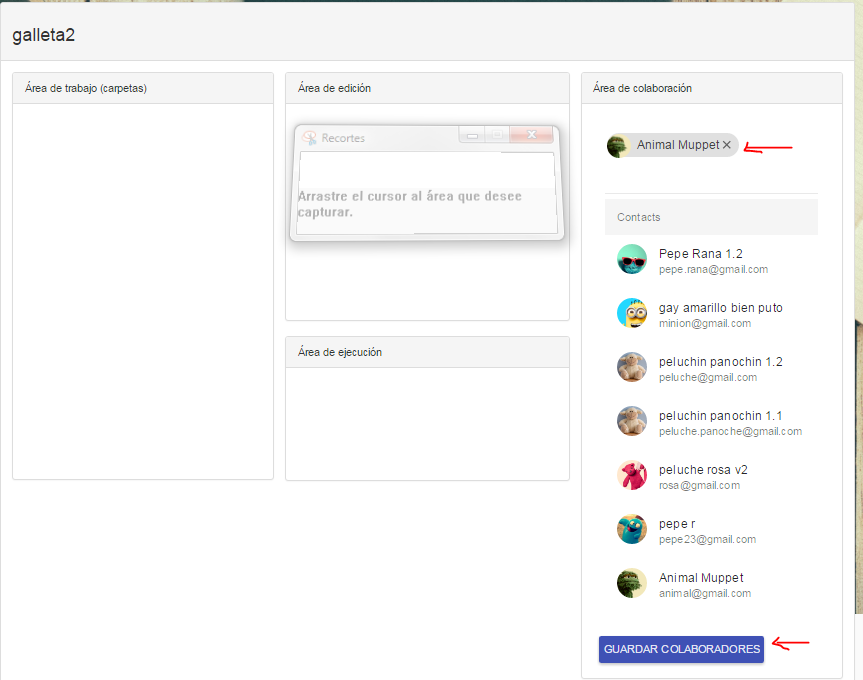 galleta2
Área de trabajo (carpetas)
Área de edición
Recortes
Arrastre el cursor al área que desee
capturar.
Área de ejecución
Área de colaboración
Animal Muppet ×
Contacts
Pepe Rana 1.2
pepe.rana@gmail.com
gay amarillo bien puto
minion@gmail.com
peluchin panochin 1.2
peluche@gmail.com
peluchin panochin 1.1
peluche.panoche@gmail.com
peluche rosa v2
rosa@gmail.com
pepe r
pepe23@gmail.com
Animal Muppet
animal@gmail.com
GUARDAR COLABORADORES